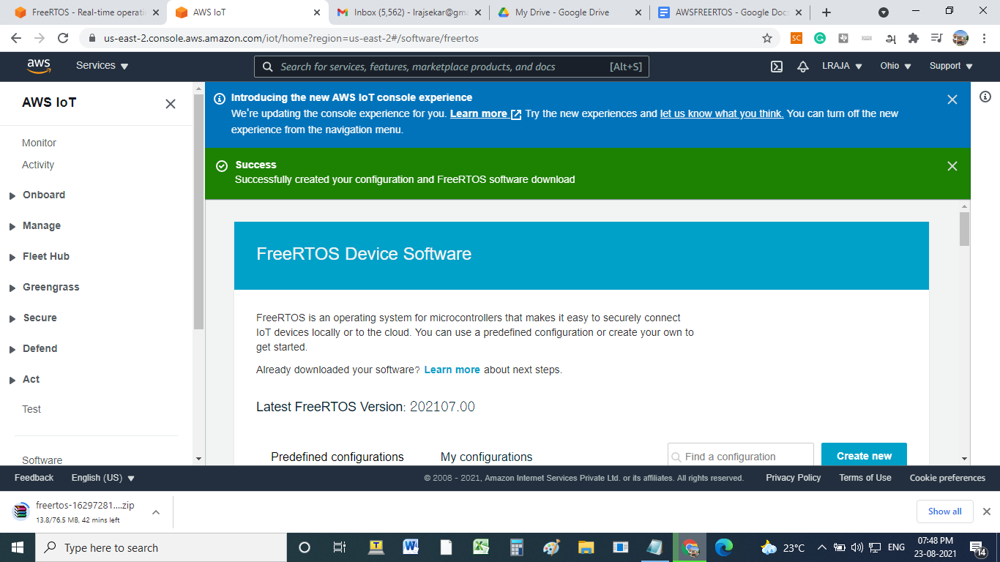 FreeRTOS - Real-time operati
AWS IoT
Inbox (5,562) - lrajsekar@gma
My Drive - Google Drive
AWSFREERTOS - Google Docs
us-east-2.console.aws.amazon.com/iot/home?region=us-east-2#/software/freertos
SC
G
அ
aws
Services
Search for services, features, marketplace products, and docs
[Alt+S]
LRAJA
Ohio
Support
AWS IoT
Monitor
Activity
Onboard
Manage
Fleet Hub
Greengrass
Secure
Defend
Act
Test
Software
Introducing the new AWS IoT console experience
We're updating the console experience for you. Learn more Try the new experiences and let us know what you think. You can turn off the new
experience from the navigation menu.
Success
Successfully created your configuration and FreeRTOS software download
FreeRTOS Device Software
FreeRTOS is an operating system for microcontrollers that makes it easy to securely connect
IoT devices locally or to the cloud. You can use a predefined configuration or create your own to
get started.
Already downloaded your software? Learn more about next steps.
Latest FreeRTOS Version: 202107.00
Predefined configurations
My configurations
Find a configuration
Create new
Feedback
English (US)
© 2008 - 2021, Amazon Internet Services Private Ltd. or its affiliates. All rights reserved.
Privacy Policy
Terms of Use
Cookie preferences
freertos-16297281....zip
13.8/76.5 MB, 42 mins left
Show all
Type here to search
T
W
X
23°C
ENG
07:48 PM
23-08-2021
14